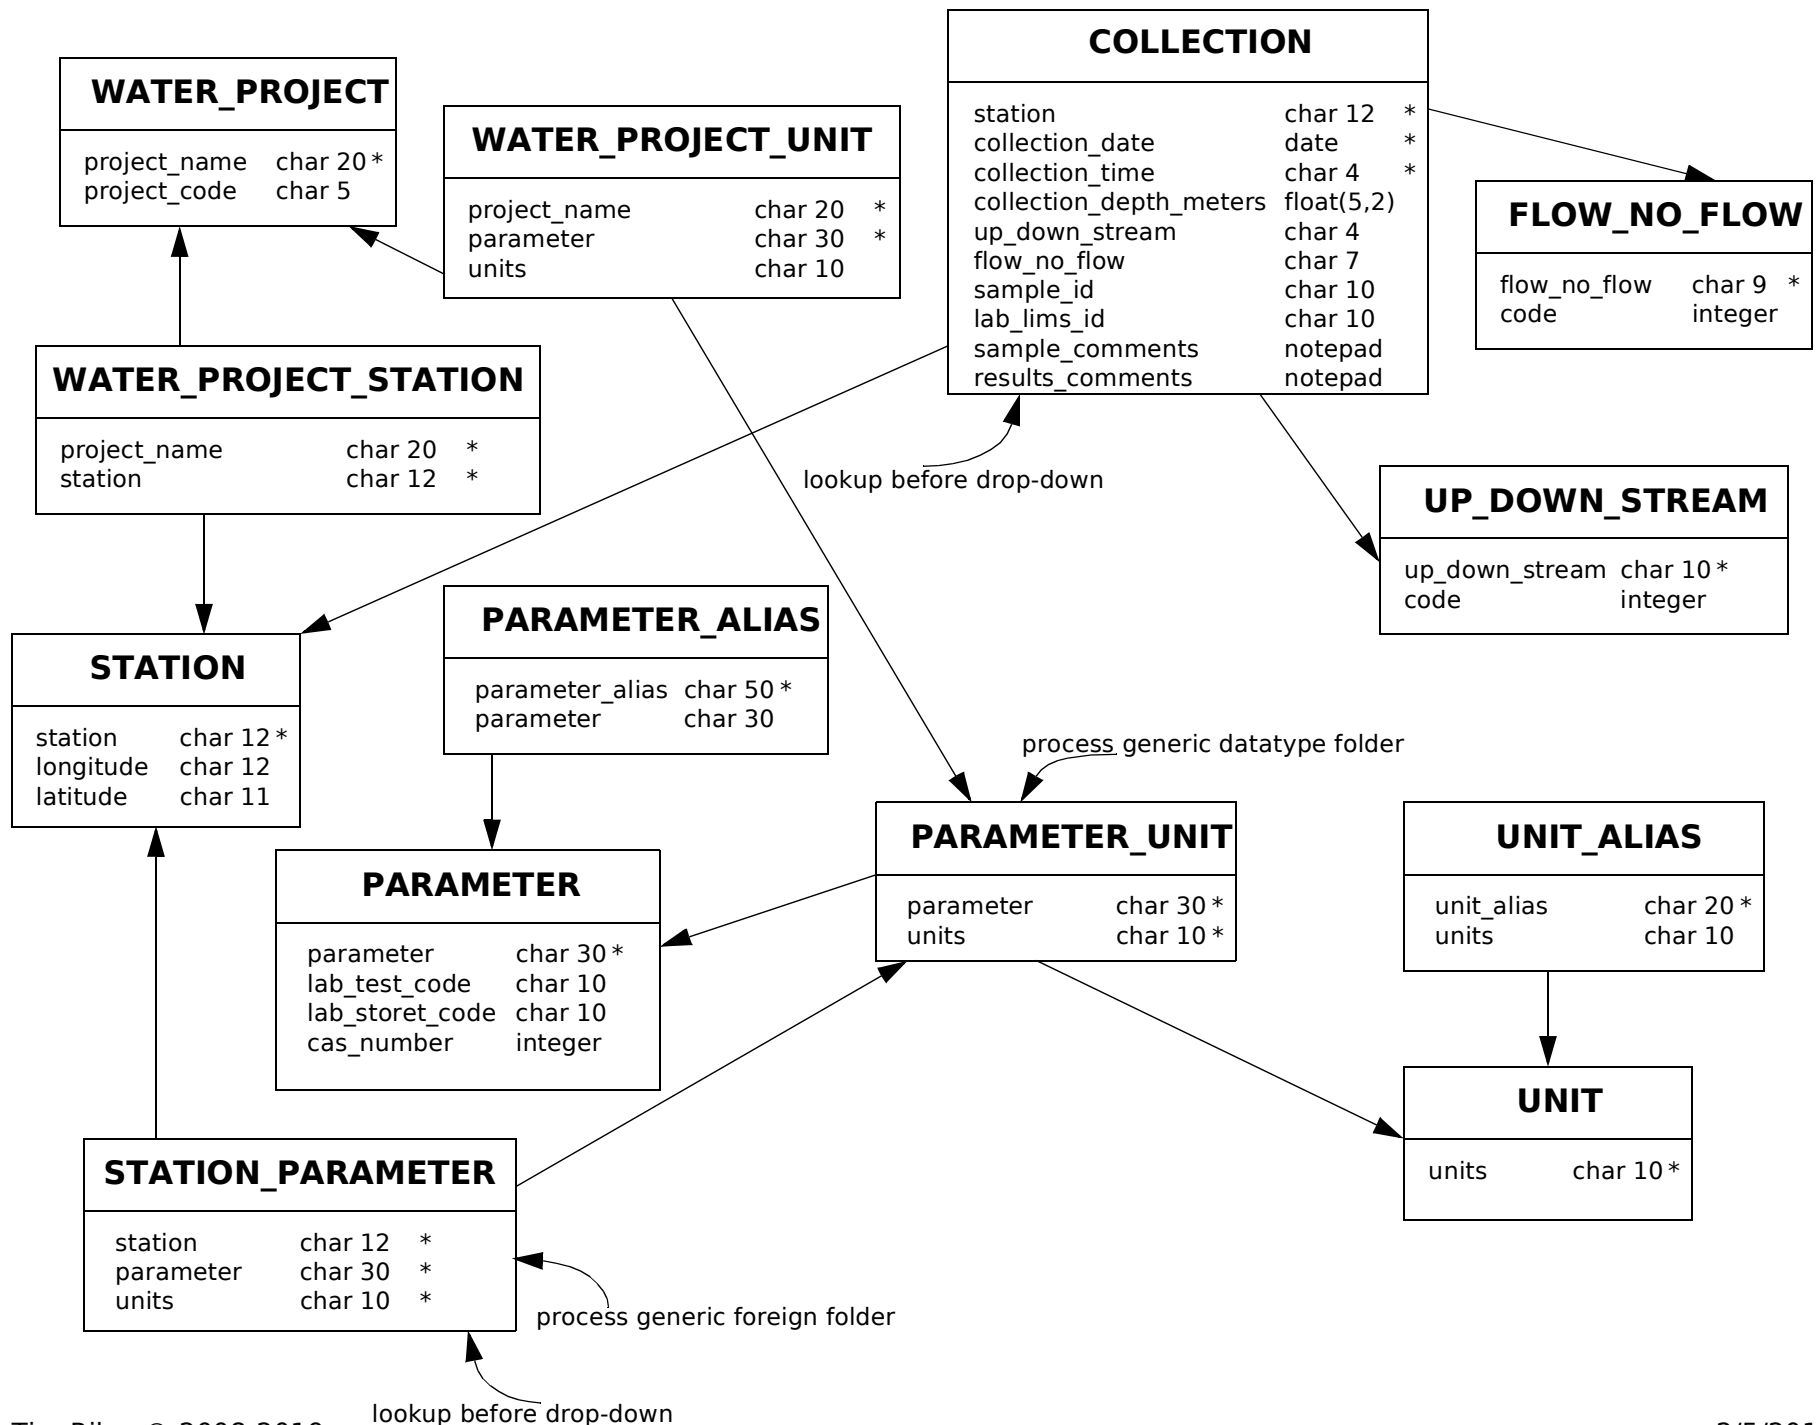 COLLECTION
station char 12 *
collection_date date *
collection_time char 4 *
collection_depth_meters float(5,2)
up_down_stream char 4
flow_no_flow char 7
sample_id char 10
lab_lims_id char 10
sample_comments notepad
results_comments notepad
WATER_PROJECT
project_name char 20 *
project_code char 5
WATER_PROJECT_UNIT
project_name char 20 *
parameter char 30 *
units char 10
FLOW_NO_FLOW
flow_no_flow char 9 *
code integer
WATER_PROJECT_STATION
project_name char 20 *
station char 12 *
lookup before drop-down
UP_DOWN_STREAM
up_down_stream char 10 *
code integer
STATION
station char 12 *
longitude char 12
latitude char 11
PARAMETER_ALIAS
parameter_alias char 50 *
parameter char 30
process generic datatype folder
PARAMETER
parameter char 30 *
lab_test_code char 10
lab_storet_code char 10
cas_number integer
PARAMETER_UNIT
parameter char 30 *
units char 10 *
UNIT_ALIAS
unit_alias char 20 *
units char 10
UNIT
units char 10 *
STATION_PARAMETER
station char 12 *
parameter char 30 *
units char 10 *
process generic foreign folder
lookup before drop-down